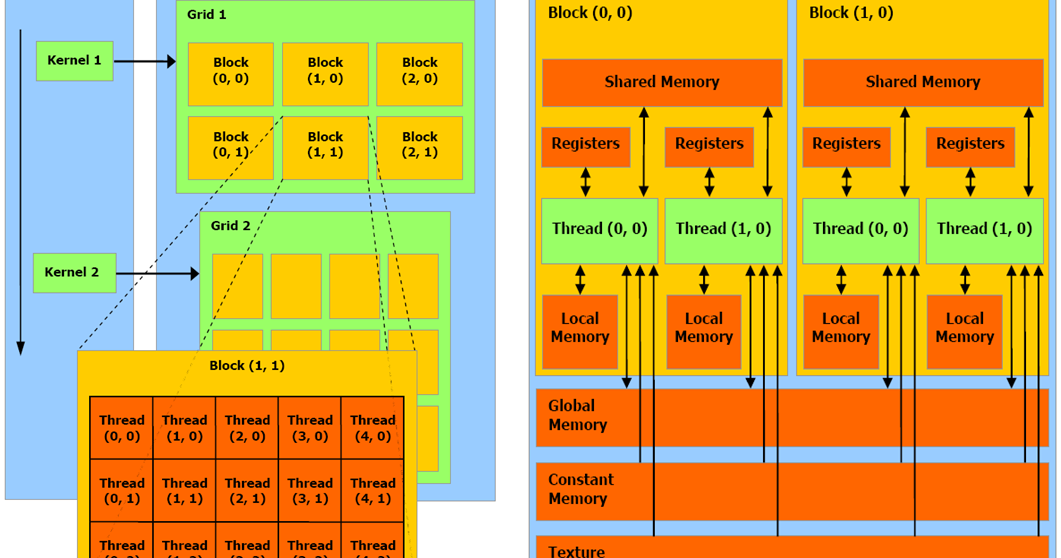 Grid 1
Kernel 1
Block
(0, 0)
Block
(1, 0)
Block
(2, 0)
Block
(0, 1)
Block
(1, 1)
Block
(2, 1)
Grid 2
Kernel 2
Block (1, 1)
Thread
(0, 0)
Thread
(1, 0)
Thread
(2, 0)
Thread
(3, 0)
Thread
(4, 0)
Thread
(0, 1)
Thread
(1, 1)
Thread
(2, 1)
Thread
(3, 1)
Thread
(4, 1)
Thread
Thread
Thread
Thread
Thread
Block (0, 0)
Shared Memory
Registers
Registers
Thread (0, 0)
Thread (1, 0)
Local
Memory
Local
Memory
Block (1, 0)
Shared Memory
Registers
Registers
Thread (0, 0)
Thread (1, 0)
Local
Memory
Local
Memory
Global
Memory
Constant
Memory
Texture